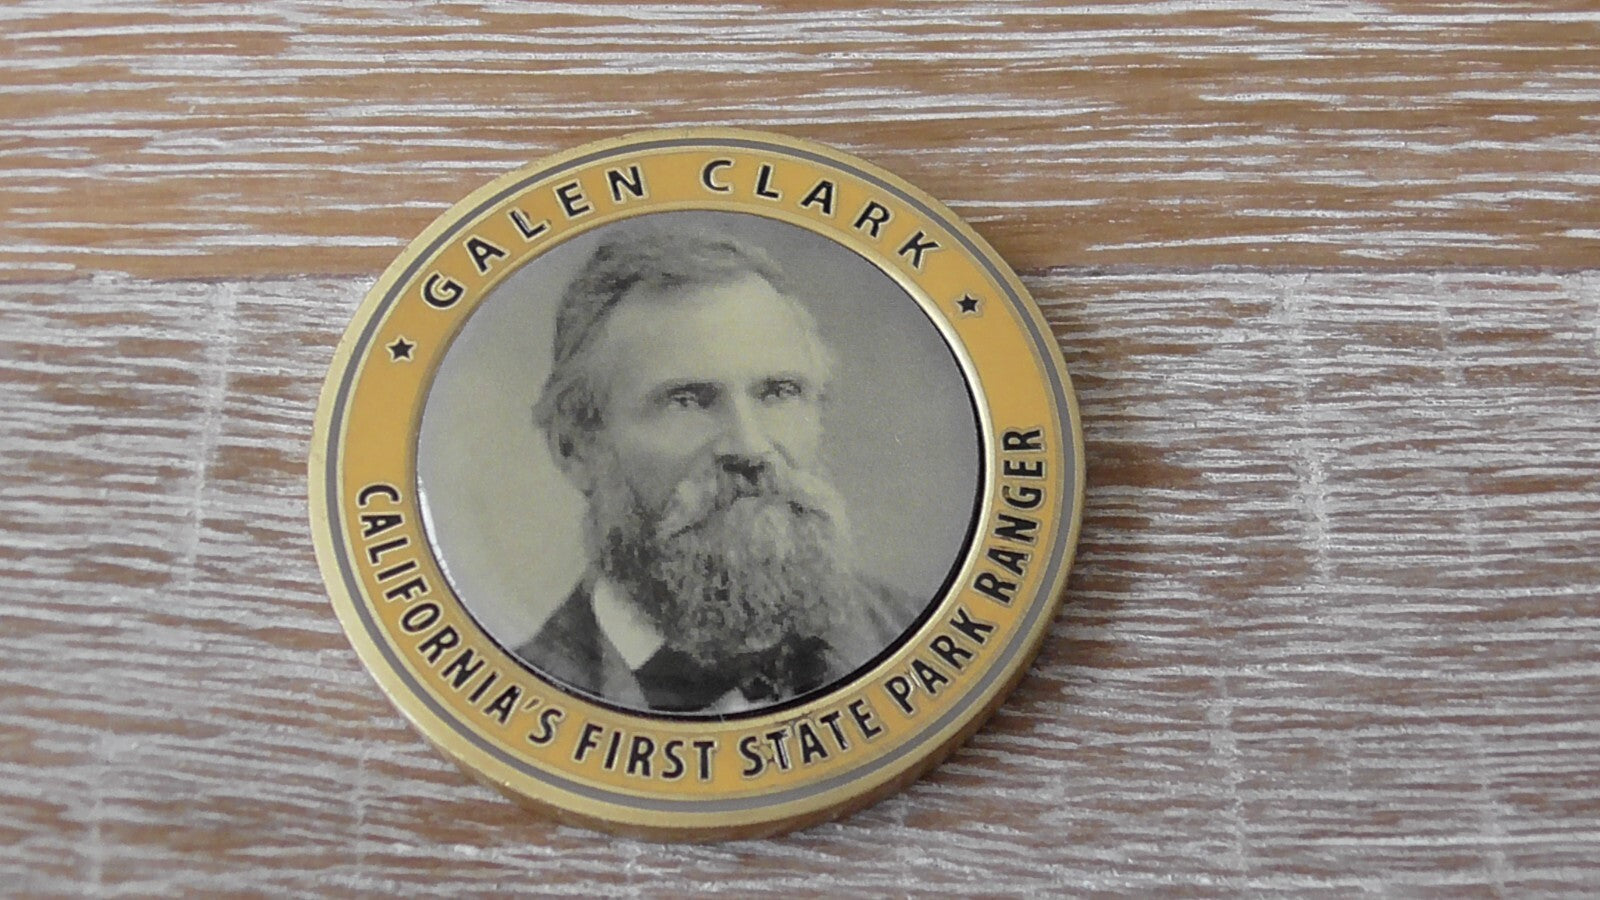 GALEN CLARK
CALIFORNIA'S FIRST STATE PARK RANGER